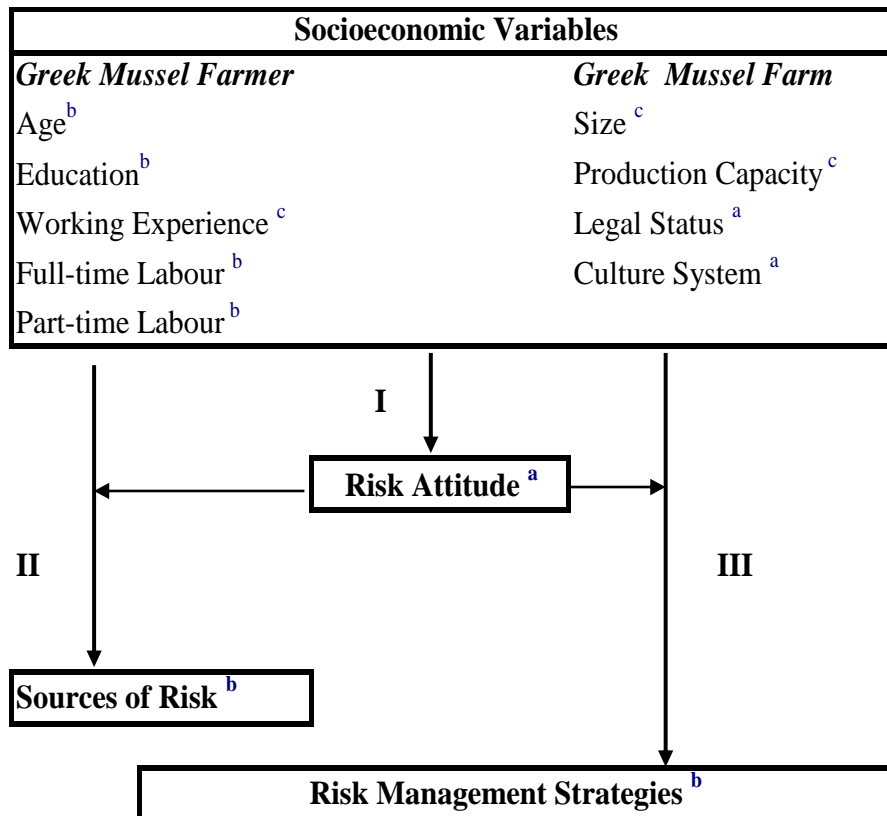 Socioeconomic Variables
Greek Mussel Farmer Greek Mussel Farm
Age b Size c
Education b Production Capacity c
Working Experience c Legal Status a
Full-time Labour b Culture System a
Part-time Labour b
I
Risk Attitude a
II III
Sources of Risk b
Risk Management Strategies b